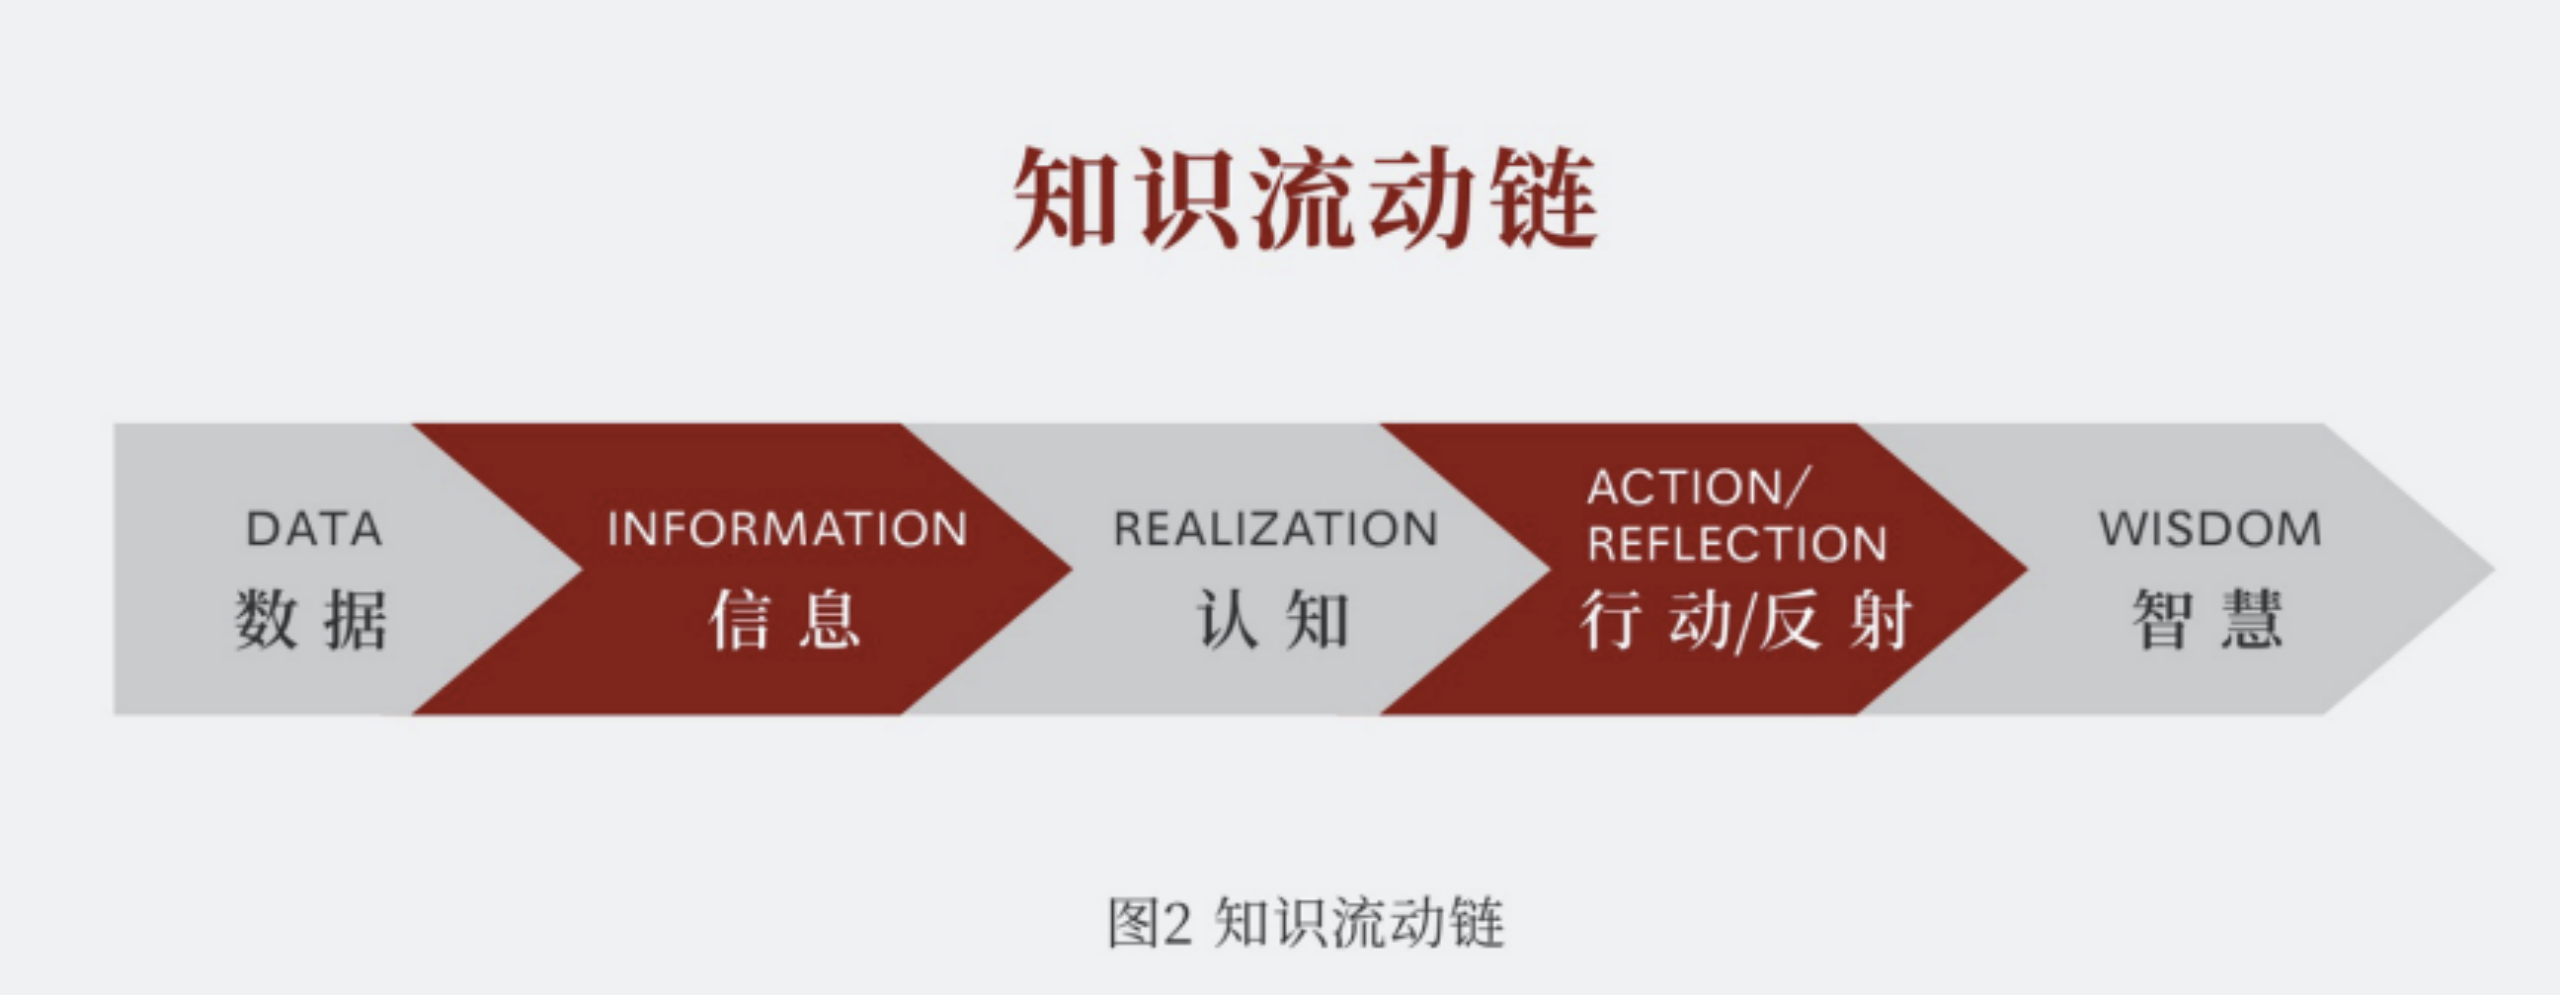 知识流动链
DATA
数据
INFORMATION
信息
REALIZATION
认知
ACTION/
REFLECTION
行动/反射
WISDOM
智慧
图2 知识流动链